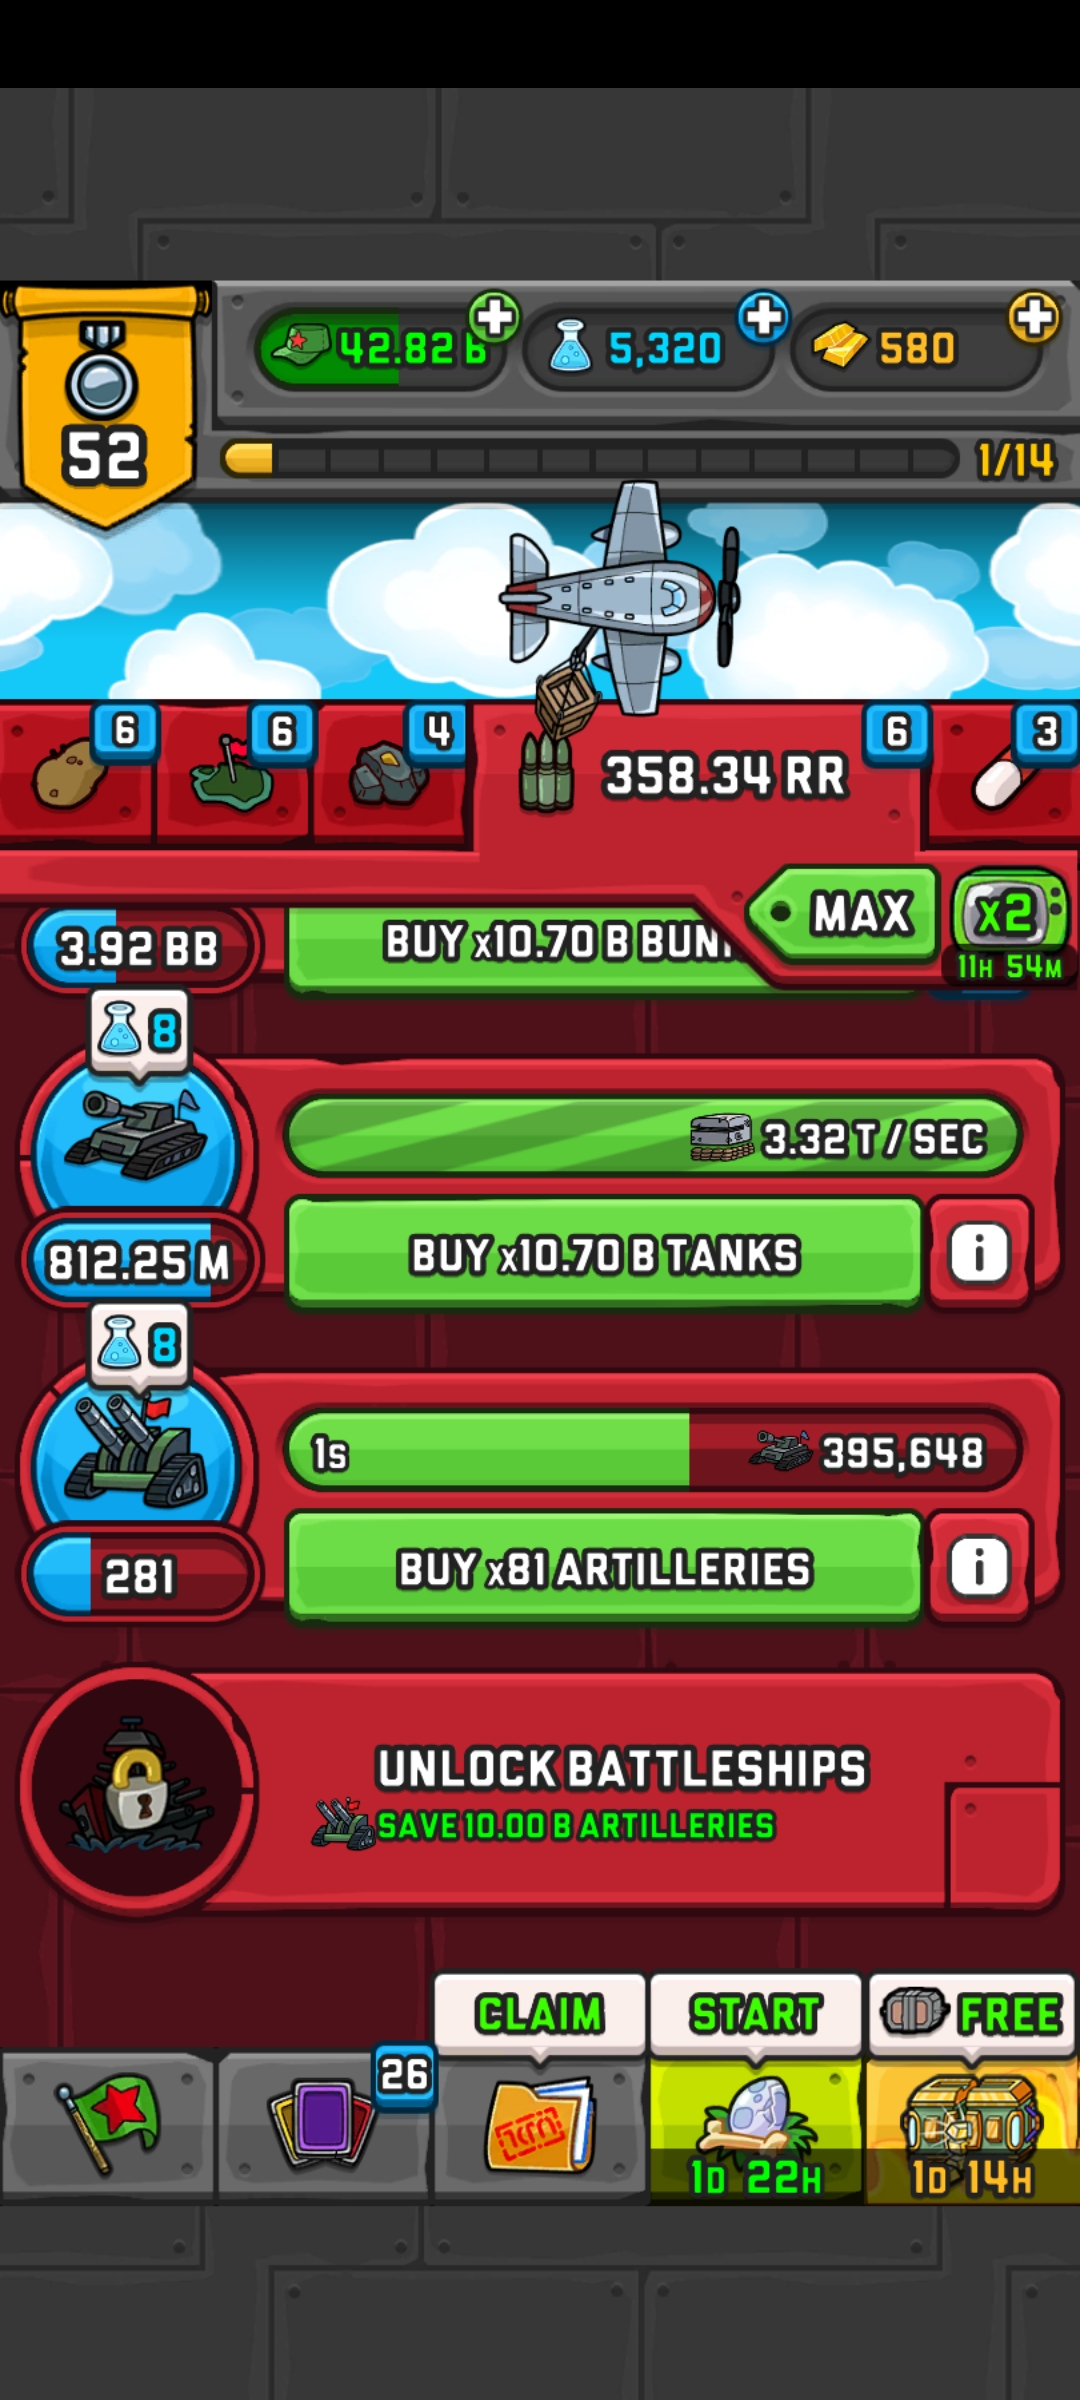 42.82 B
5,320
580
52
1/14
6
6
4
358.34 RR
6
3
MAX
x2
11H 54M
3.92 BB
BUY x10.70 B BUN
8
3.32 T / SEC
812.25 M
BUY x10.70 B TANKS
i
8
1s
395,648
281
BUY x81 ARTILLERIES
i
UNLOCK BATTLESHIPS
SAVE 10.00 B ARTILLERIES
CLAIM
START
FREE
26
1D 22H
1D 14H